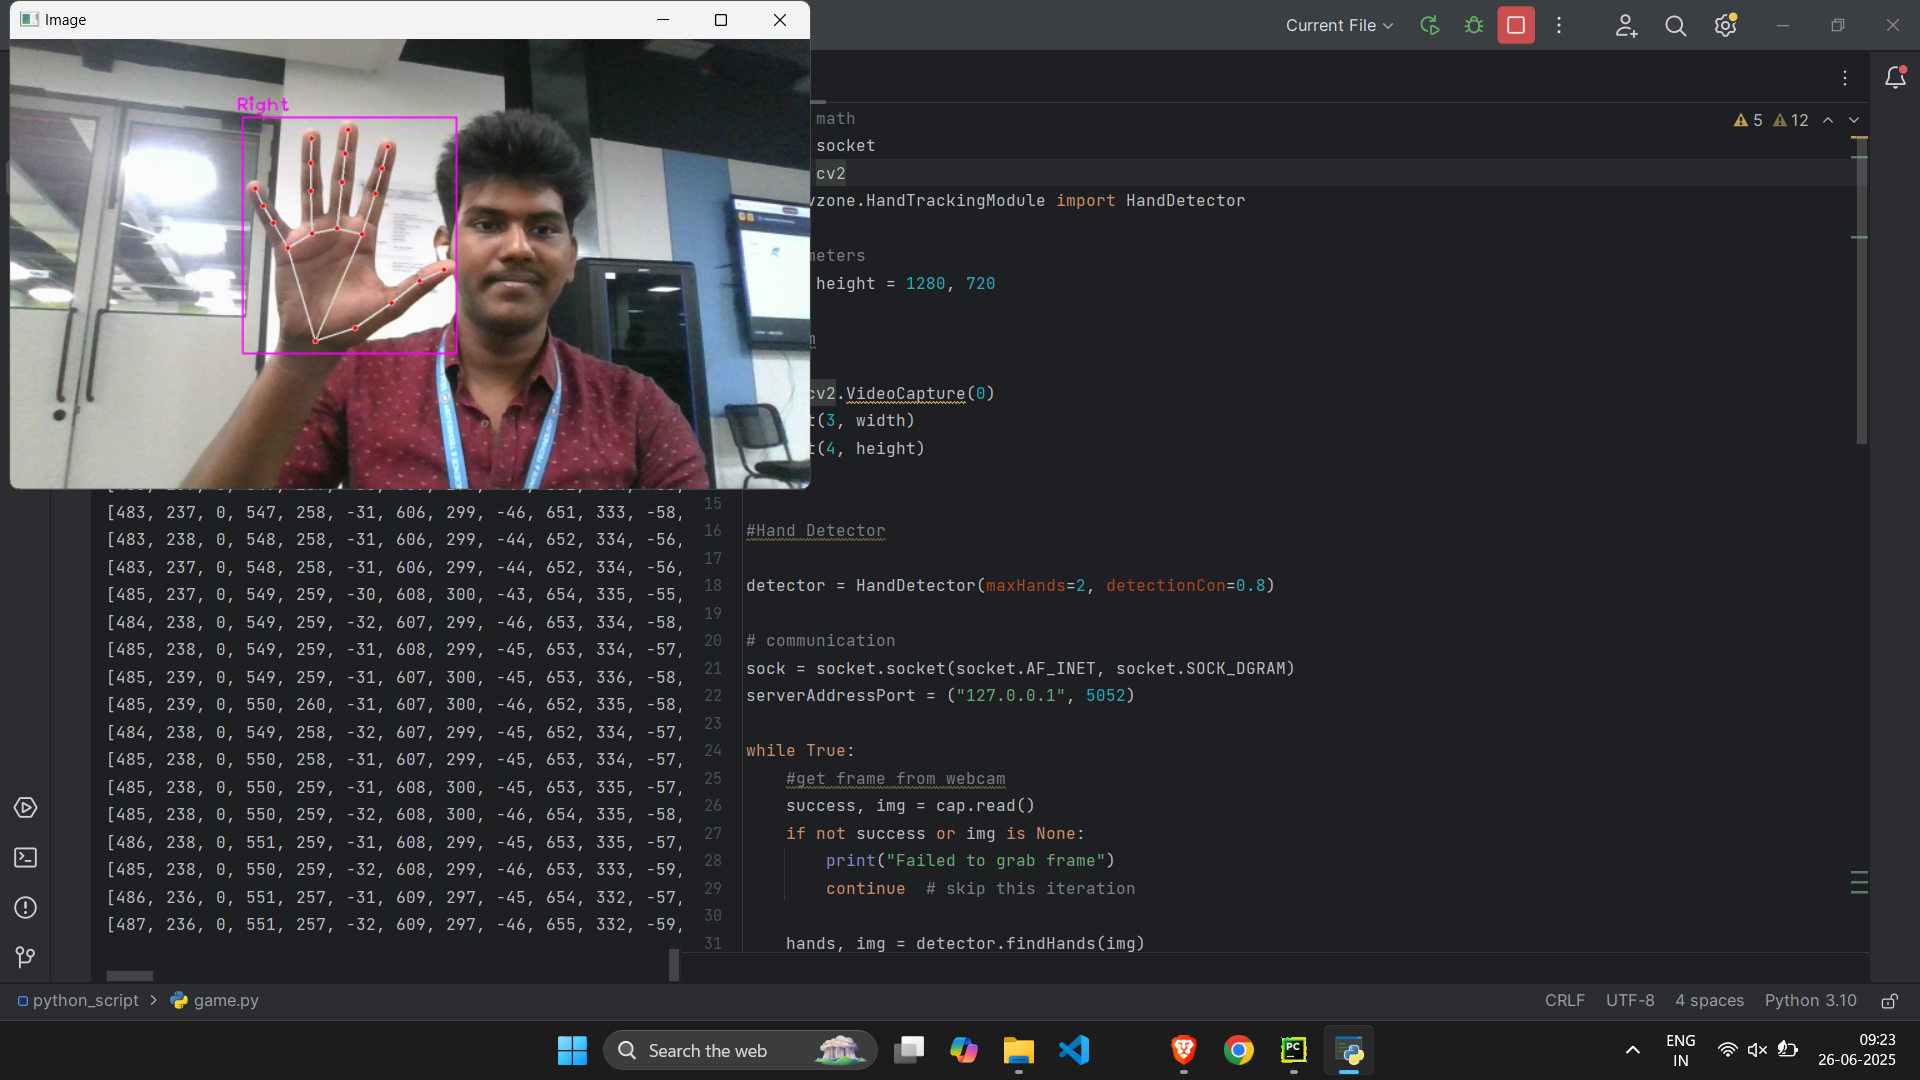 Image
Right
Current File
5 12
math
socket
cv2
zone.HandTrackingModule import HandDetector
meters
height = 1280, 720
cv2.VideoCapture(0)
t(3, width)
t(4, height)
[483, 237, 0, 547, 258, -31, 606, 299, -46, 651, 333, -58,
[483, 238, 0, 548, 258, -31, 606, 299, -44, 652, 334, -56,
[483, 237, 0, 548, 258, -31, 606, 299, -44, 652, 334, -56,
[485, 237, 0, 549, 259, -30, 608, 300, -43, 654, 335, -55,
[484, 238, 0, 549, 259, -32, 607, 299, -46, 653, 334, -58,
[485, 238, 0, 549, 259, -31, 608, 299, -45, 653, 334, -57,
[485, 239, 0, 549, 259, -31, 607, 300, -45, 653, 336, -58,
[485, 239, 0, 550, 260, -31, 607, 300, -46, 652, 335, -58,
[484, 238, 0, 549, 258, -32, 607, 299, -45, 652, 334, -57,
[485, 238, 0, 550, 258, -31, 607, 299, -45, 653, 334, -57,
[485, 238, 0, 550, 259, -31, 608, 300, -45, 653, 335, -57,
[485, 238, 0, 550, 259, -32, 608, 300, -46, 654, 335, -58,
[486, 238, 0, 551, 259, -31, 608, 299, -45, 653, 335, -57,
[485, 238, 0, 550, 259, -32, 608, 299, -46, 653, 333, -59,
[486, 236, 0, 551, 257, -31, 609, 297, -45, 654, 332, -57,
[487, 236, 0, 551, 257, -32, 609, 297, -46, 655, 332, -59,
15
16 #Hand Detector
17
18 detector = HandDetector(maxHands=2, detectionCon=0.8)
19
20 # communication
21 sock = socket.socket(socket.AF_INET, socket.SOCK_DGRAM)
22 serverAddressPort = ("127.0.0.1", 5052)
23
24 while True:
25 #get frame from webcam
26 success, img = cap.read()
27 if not success or img is None:
28 print("Failed to grab frame")
29 continue # skip this iteration
30
31 hands, img = detector.findHands(img)
python_script > game.py
CRLF UTF-8 4 spaces Python 3.10
Search the web
PC
ENG
IN
09:23
26-06-2025